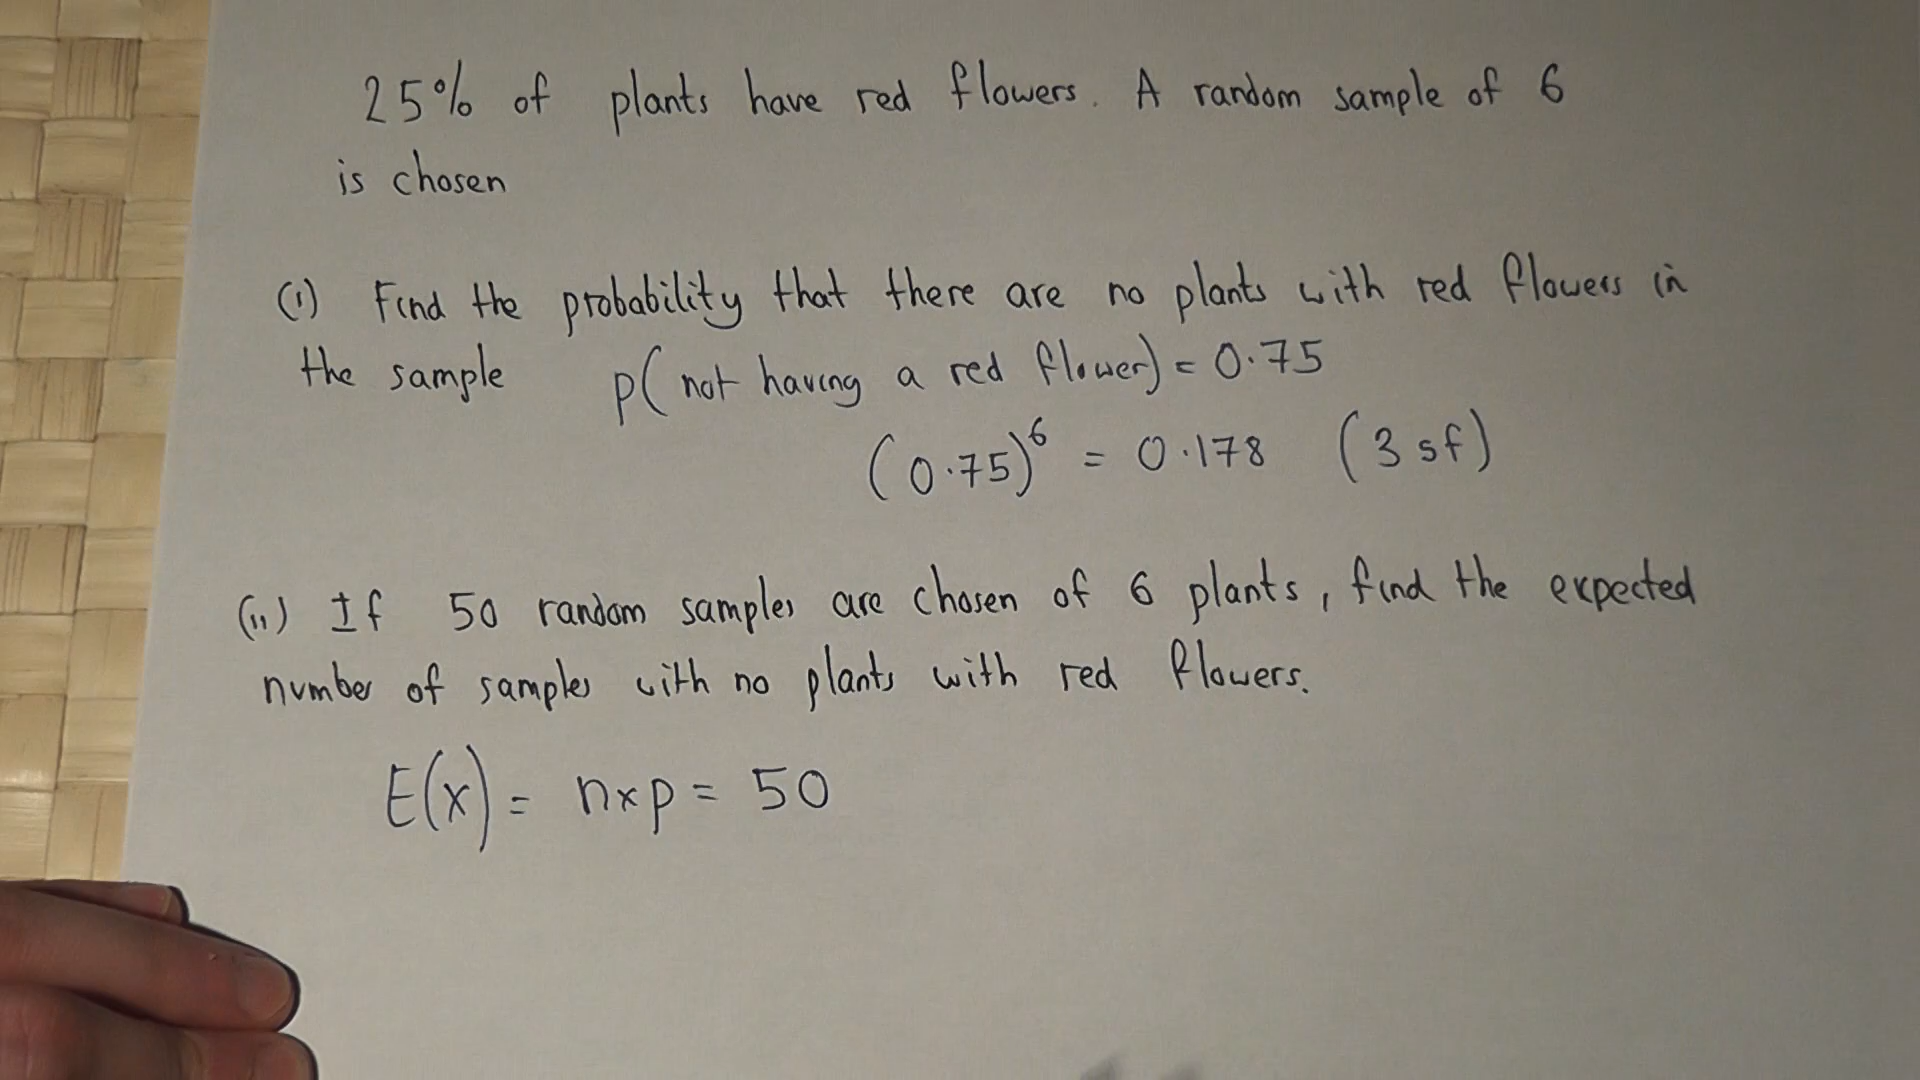 25% of plants have red flowers. A random sample of 6
is chosen
(i) Find the probability that there are no plants with red flowers in
the sample p(not having a red flower) = 0.75
(0.75)⁶ = 0.178 (3 sf)
(ii) If 50 random samples are chosen of 6 plants, find the expected
number of samples with no plants with red flowers.
E(x) = n×p = 50